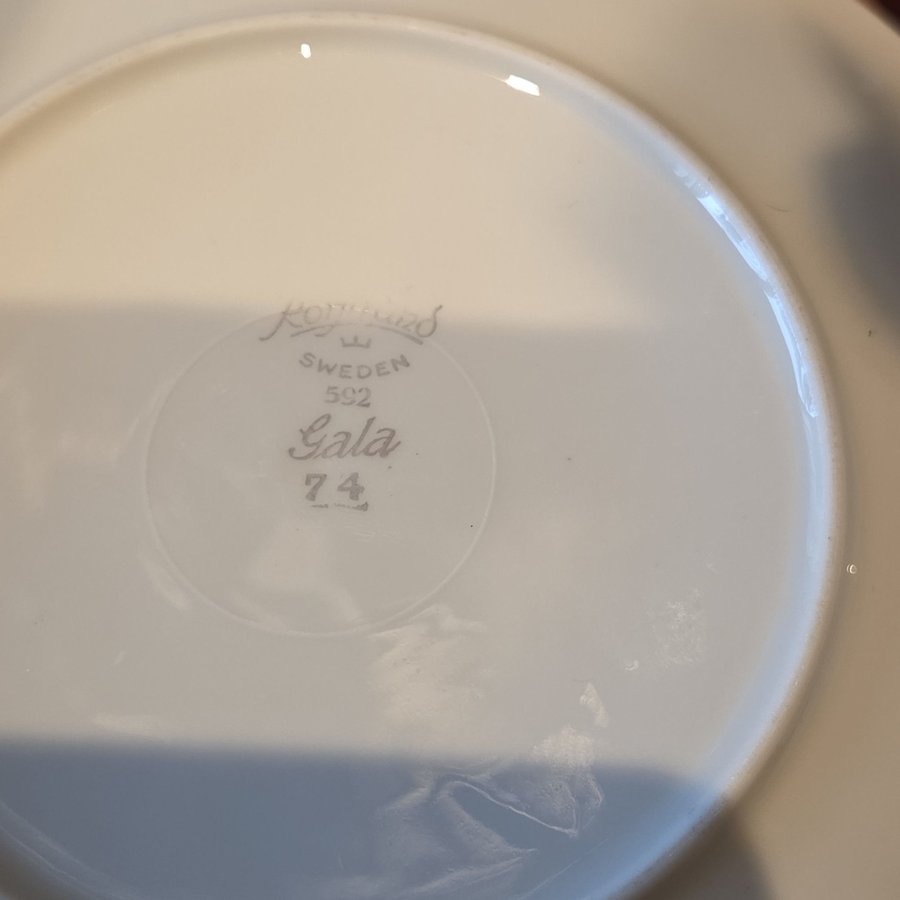 Rörstrand
SWEDEN
592
Gala
74